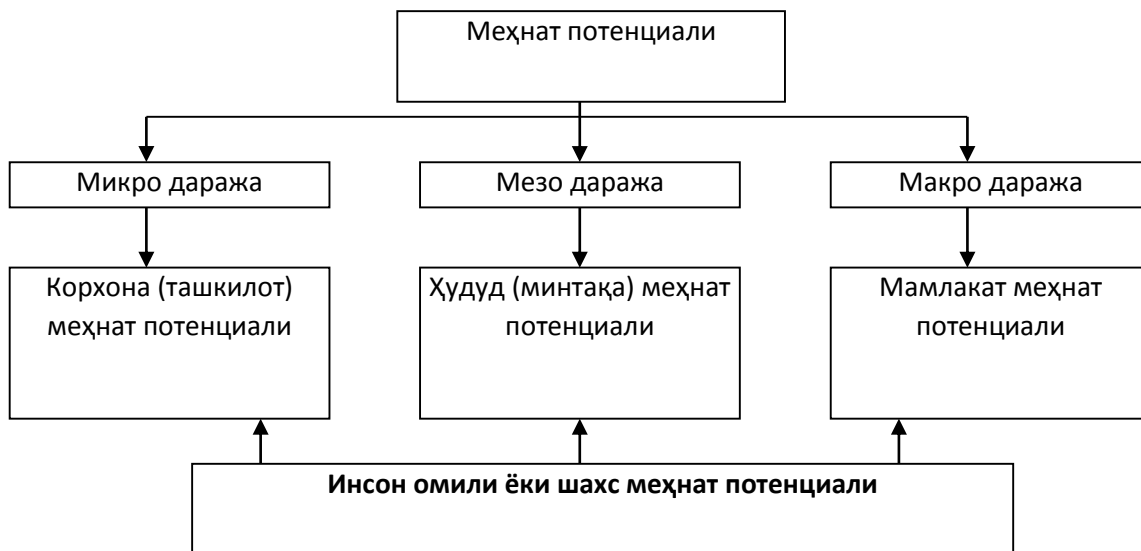 Меҳнат потенциали
Микро даража
Мезо даража
Макро даража
Корхона (ташкилот)
меҳнат потенциали
Ҳудуд (минтақа) меҳнат
потенциали
Мамлакат меҳнат
потенциали
Инсон омили ёки шахс меҳнат потенциали